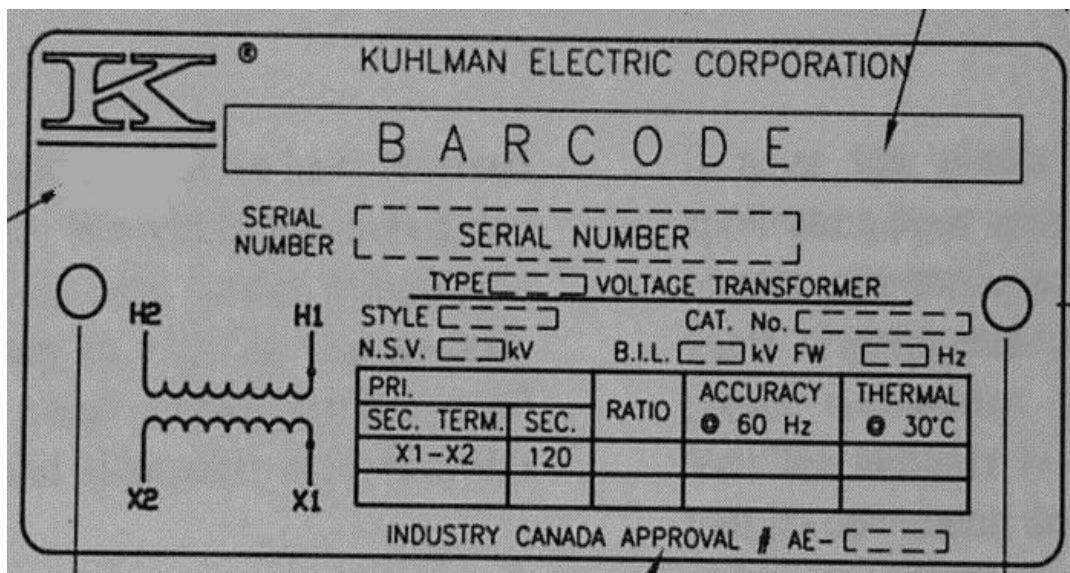 K ®
KUHLMAN ELECTRIC CORPORATION
BARCODE
SERIAL NUMBER
SERIAL NUMBER
TYPE VOLTAGE TRANSFORMER
STYLE CAT. No.
N.S.V. kV B.I.L. kV FW Hz
H2 H1
PRI.
SEC. TERM. SEC. RATIO ACCURACY @ 60 Hz THERMAL @ 30°C
X1-X2 120
X2 X1
INDUSTRY CANADA APPROVAL # AE-